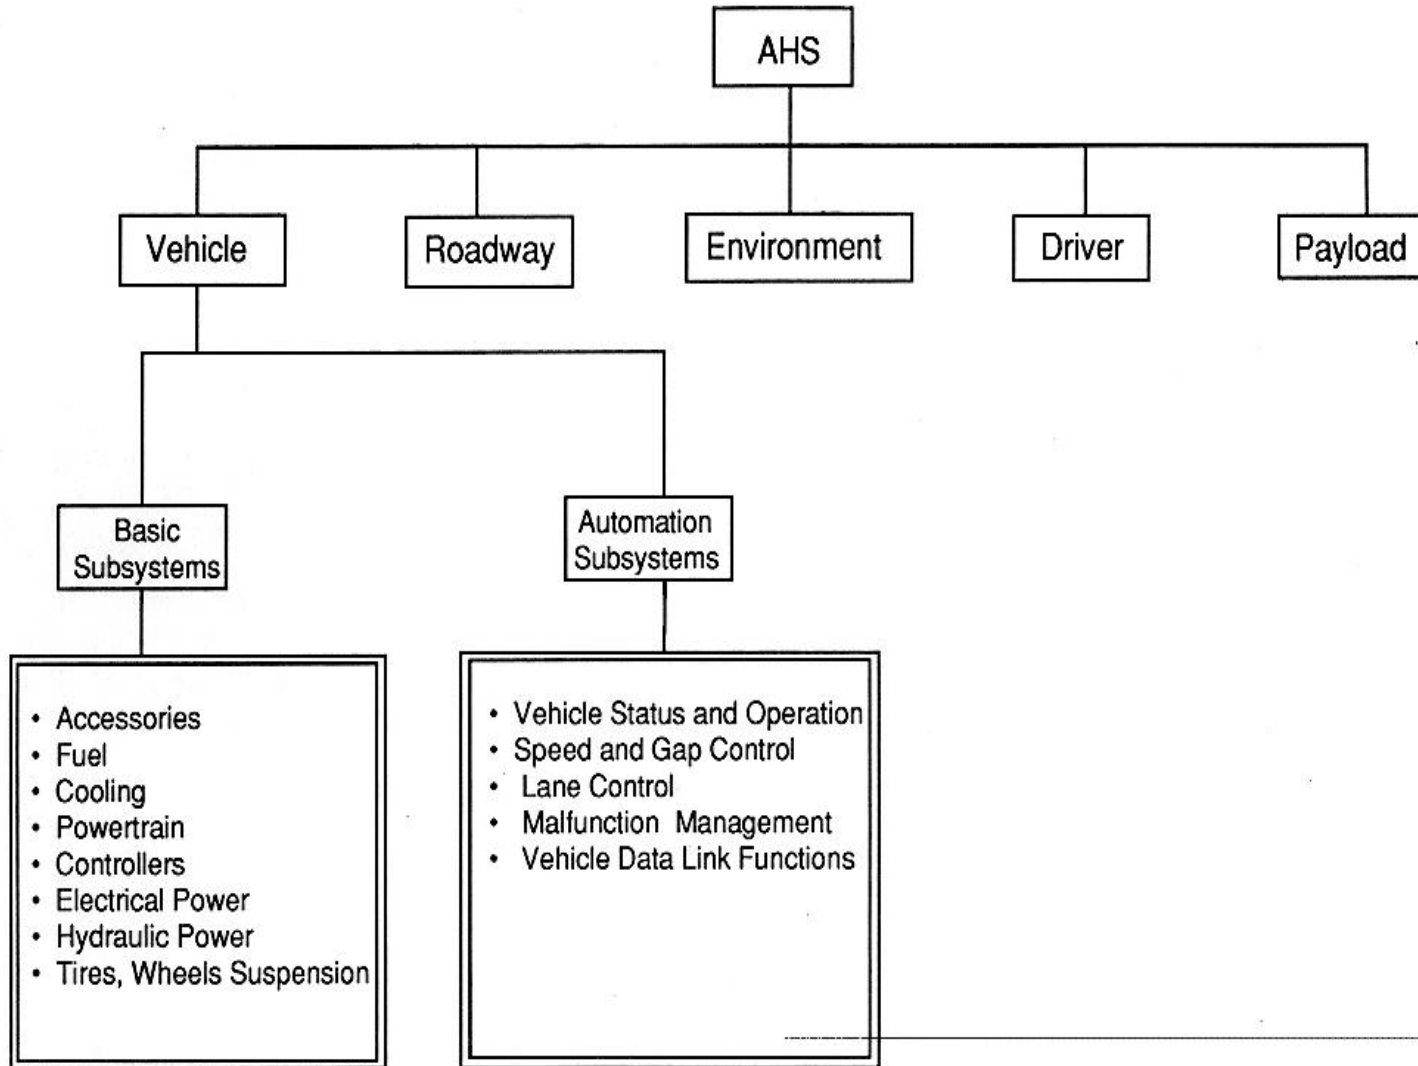 AHS
Vehicle
Roadway
Environment
Driver
Payload
Basic
Subsystems
Automation
Subsystems
• Accessories
• Fuel
• Cooling
• Powertrain
• Controllers
• Electrical Power
• Hydraulic Power
• Tires, Wheels Suspension
• Vehicle Status and Operation
• Speed and Gap Control
• Lane Control
• Malfunction Management
• Vehicle Data Link Functions